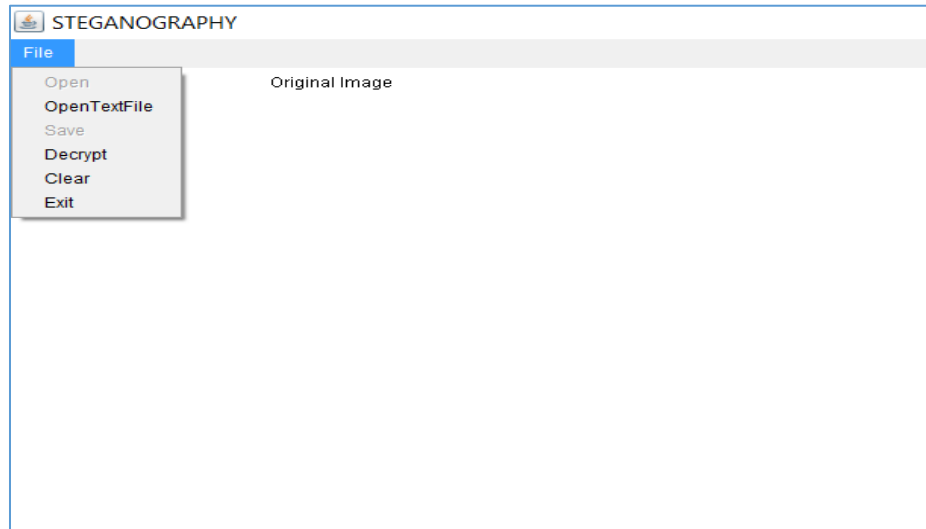 STEGANOGRAPHY
File
Open
Original Image
OpenTextFile
Save
Decrypt
Clear
Exit